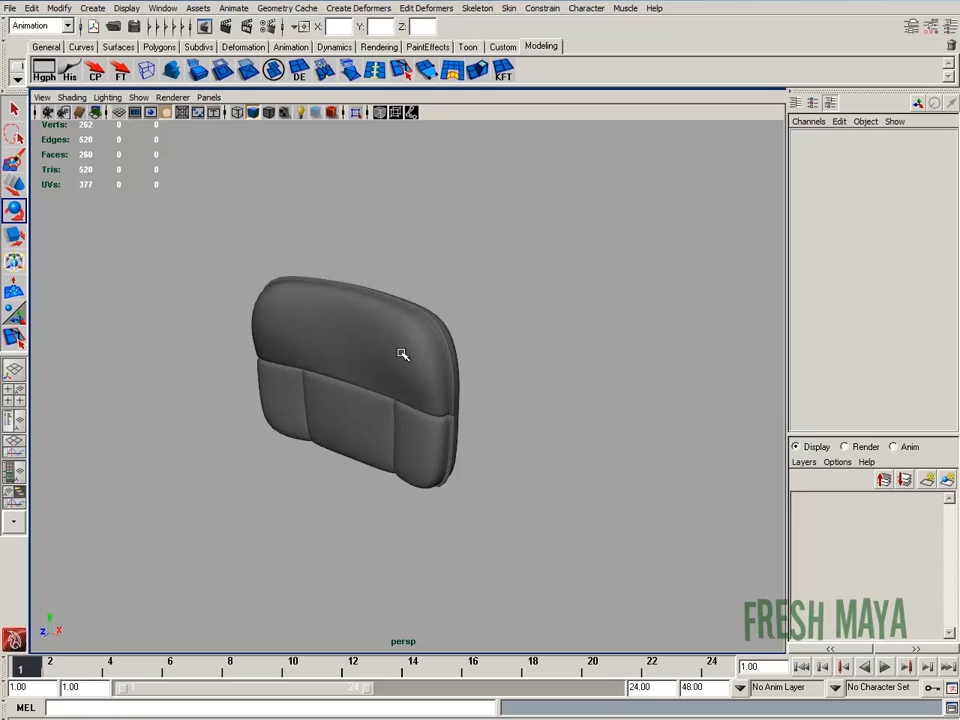 File Edit Modify Create Display Window Assets Animate Geometry Cache Create Deformers Edit Deformers Skeleton Skin Constrain Character Muscle Help
Animation X: Y: Z:
General Curves Surfaces Polygons Subdivs Deformation Animation Dynamics Rendering PaintEffects Toon Custom Modeling
1 Hgph His CP FT DE KFT
View Shading Lighting Show Renderer Panels
Channels Edit Object Show
Verts: 262 0 0
Edges: 520 0 0
Faces: 260 0 0
Tris: 520 0 0
UVs: 377 0 0
Display Render Anim
Layers Options Help
FRESH MAYA
Y
Z X
persp
1 2 4 6 8 10 12 14 16 18 20 22 24 1.00
1.00 1.00 1 24 24.00 48.00 No Anim Layer No Character Set
MEL